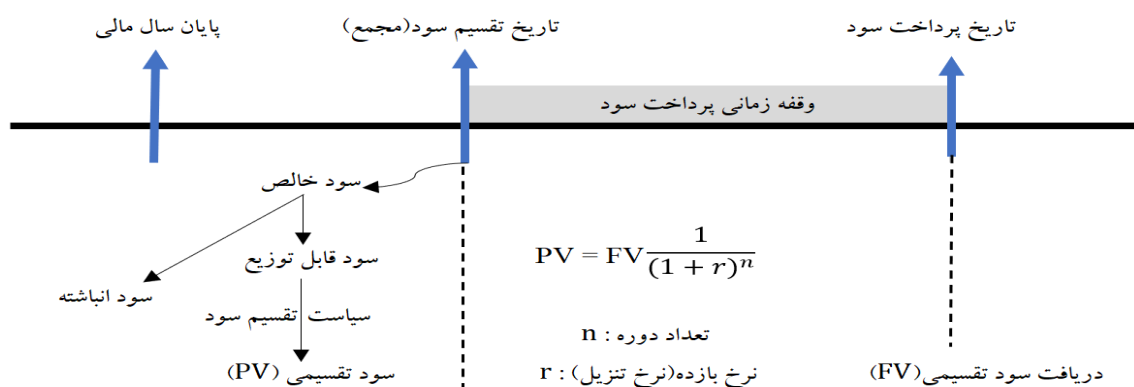 پایان سال مالی
تاریخ تقسیم سود(مجمع)
تاریخ پرداخت سود
وقفه زمانی پرداخت سود
سود خالص
سود قابل توزیع
سود انباشته
سیاست تقسیم سود
سود تقسیمی (PV)
PV = FV \frac{1}{(1 + r)^n}
n : تعداد دوره
r : نرخ بازده(نرخ تنزیل)
دریافت سود تقسیمی(FV)